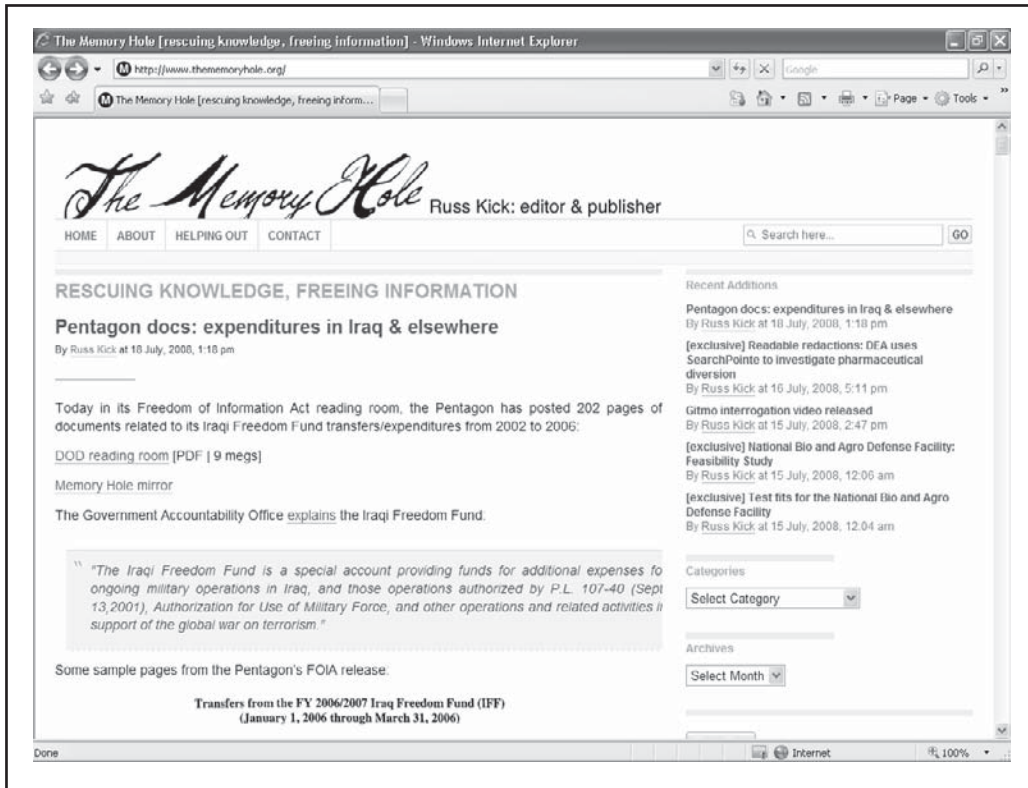 The Memory Hole [rescuing knowledge, freeing information] - Windows Internet Explorer
http://www.thememoryhole.org/
Google
The Memory Hole [rescuing knowledge, freeing inform...
Page
Tools
The Memory Hole Russ Kick: editor & publisher
HOME ABOUT HELPING OUT CONTACT
Search here... GO
RESCUING KNOWLEDGE, FREEING INFORMATION
Pentagon docs: expenditures in Iraq & elsewhere
By Russ Kick at 18 July, 2008, 1:18 pm
Today in its Freedom of Information Act reading room, the Pentagon has posted 202 pages of
documents related to its Iraqi Freedom Fund transfers/expenditures from 2002 to 2006:
DOD reading room [PDF | 9 megs]
Memory Hole mirror
The Government Accountability Office explains the Iraqi Freedom Fund.
"The Iraqi Freedom Fund is a special account providing funds for additional expenses fo
ongoing military operations in Iraq, and those operations authorized by P.L. 107-40 (Sept
13,2001), Authorization for Use of Military Force, and other operations and related activities in
support of the global war on terrorism."
Some sample pages from the Pentagon's FOIA release:
Transfers from the FY 2006/2007 Iraq Freedom Fund (IFF)
(January 1, 2006 through March 31, 2006)
Recent Additions
Pentagon docs: expenditures in Iraq & elsewhere
By Russ Kick at 18 July, 2008, 1:18 pm
[exclusive] Readable redactions: DEA uses
SearchPointe to investigate pharmaceutical
diversion
By Russ Kick at 16 July, 2008, 5:11 pm
Gitmo interrogation video released
By Russ Kick at 15 July, 2008, 2:47 pm
[exclusive] National Bio and Agro Defense Facility:
Feasibility Study
By Russ Kick at 15 July, 2008, 12:06 am
[exclusive] Test fits for the National Bio and Agro
Defense Facility
By Russ Kick at 15 July, 2008, 12:04 am
Categories
Select Category
Archives
Select Month
Done
Internet
100%